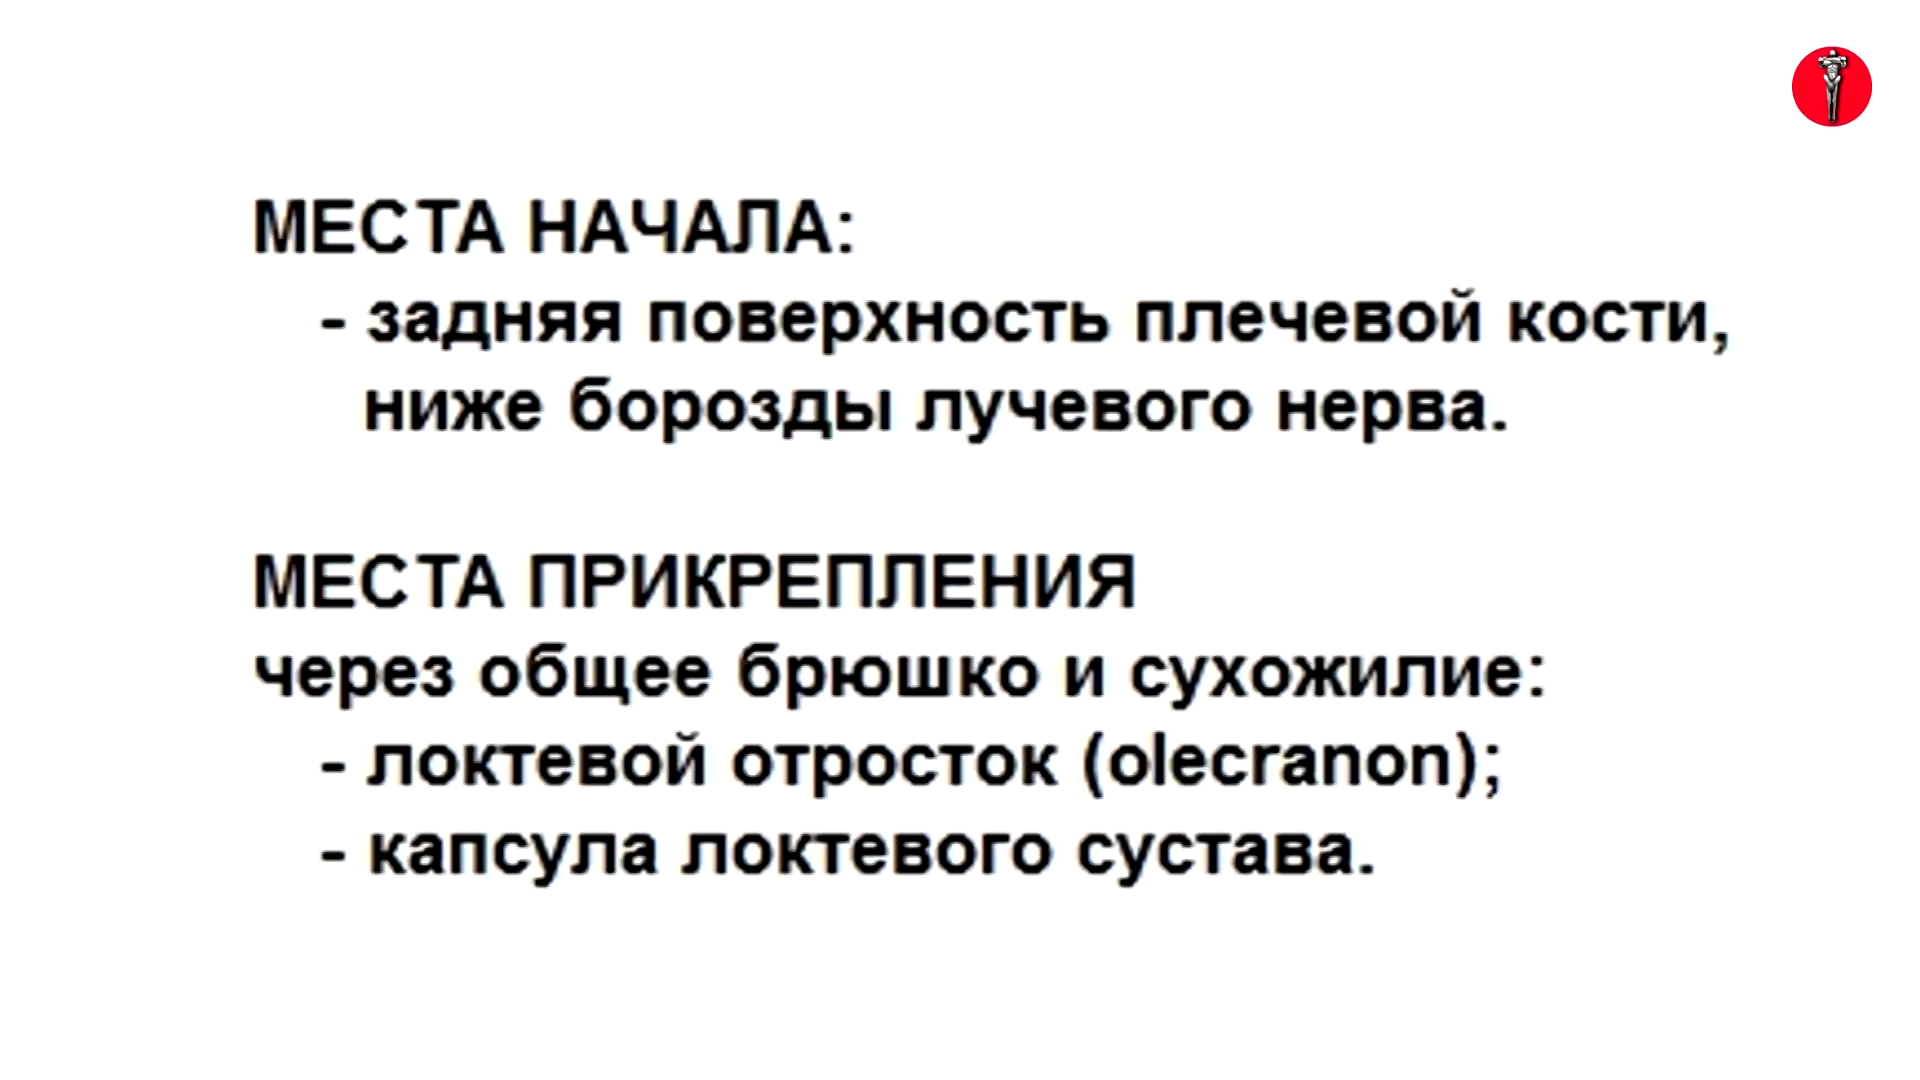 МЕСТА НАЧАЛА:
- задняя поверхность плечевой кости,
ниже борозды лучевого нерва.
МЕСТА ПРИКРЕПЛЕНИЯ
через общее брюшко и сухожилие:
- локтевой отросток (olecranon);
- капсула локтевого сустава.